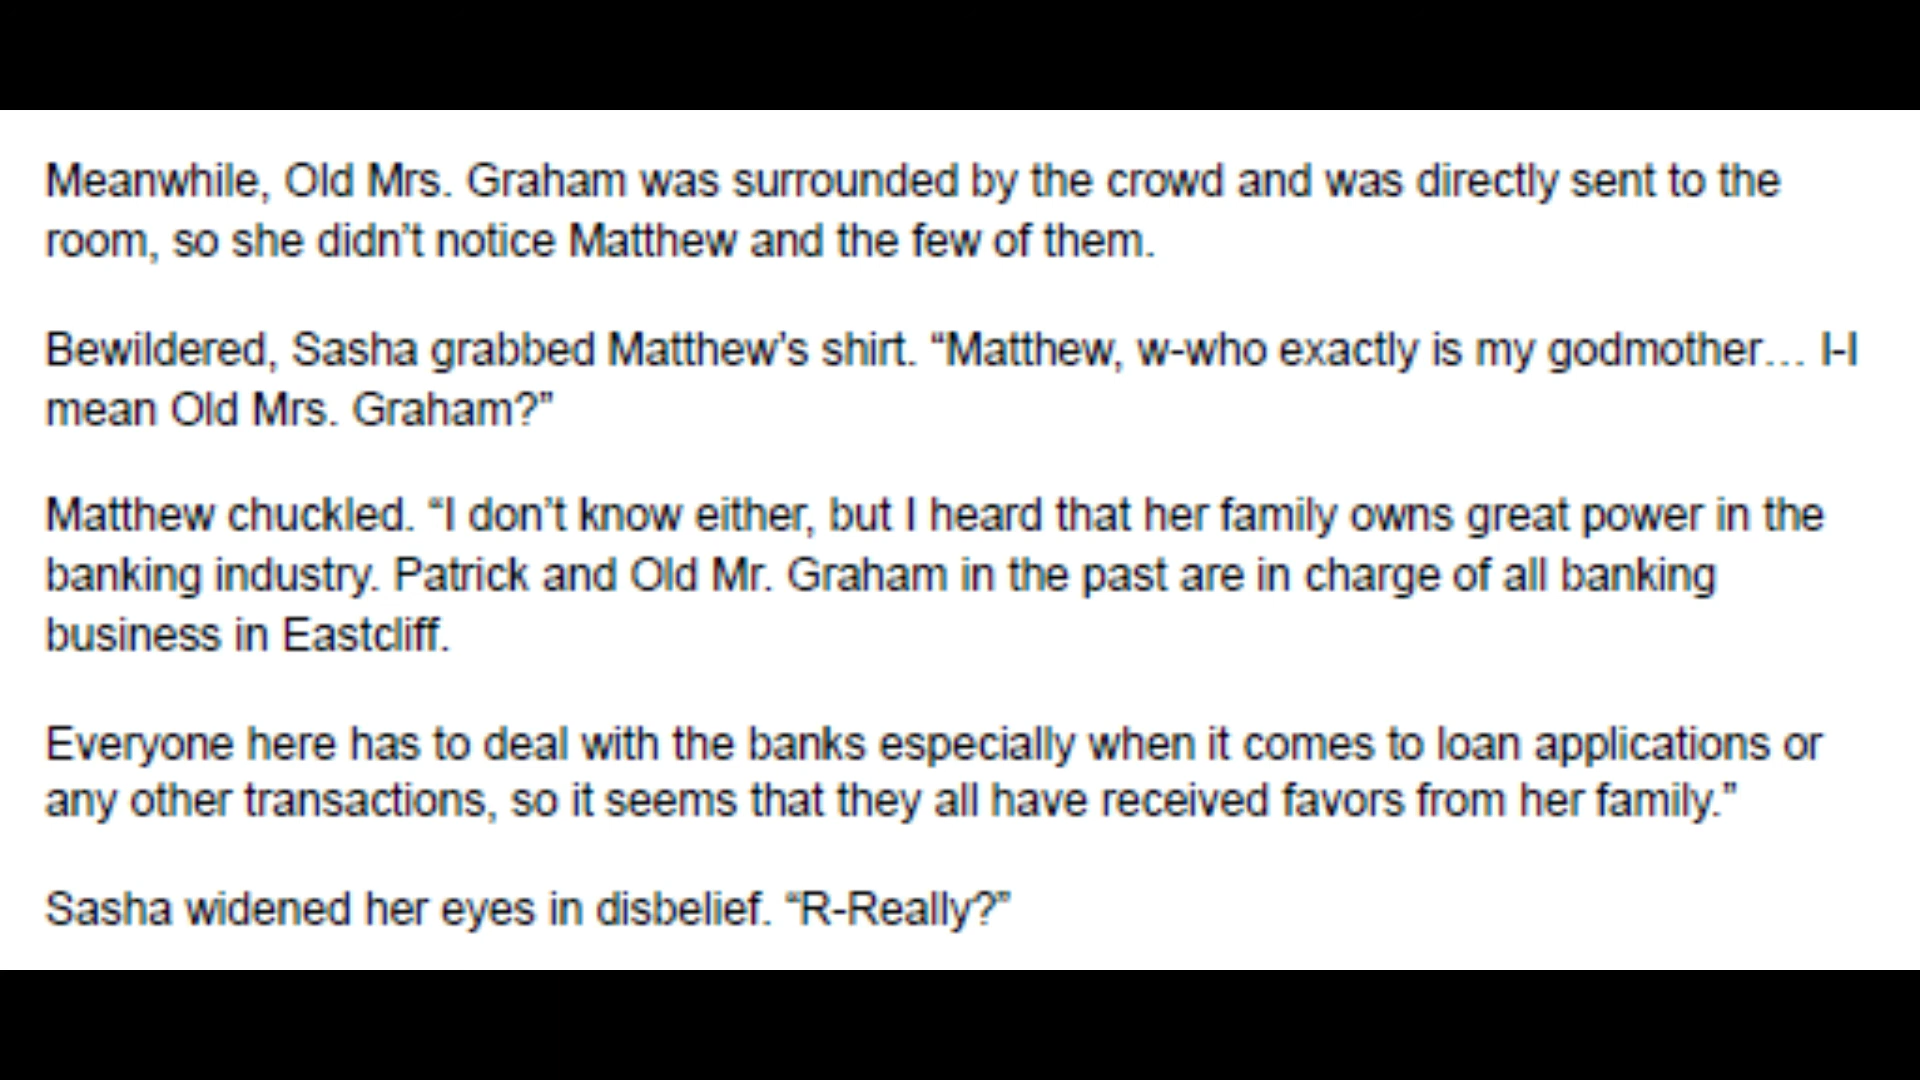 Meanwhile, Old Mrs. Graham was surrounded by the crowd and was directly sent to the
room, so she didn’t notice Matthew and the few of them.
Bewildered, Sasha grabbed Matthew’s shirt. “Matthew, w-who exactly is my godmother… I-I
mean Old Mrs. Graham?”
Matthew chuckled. “I don’t know either, but I heard that her family owns great power in the
banking industry. Patrick and Old Mr. Graham in the past are in charge of all banking
business in Eastcliff.
Everyone here has to deal with the banks especially when it comes to loan applications or
any other transactions, so it seems that they all have received favors from her family.”
Sasha widened her eyes in disbelief. “R-Really?”